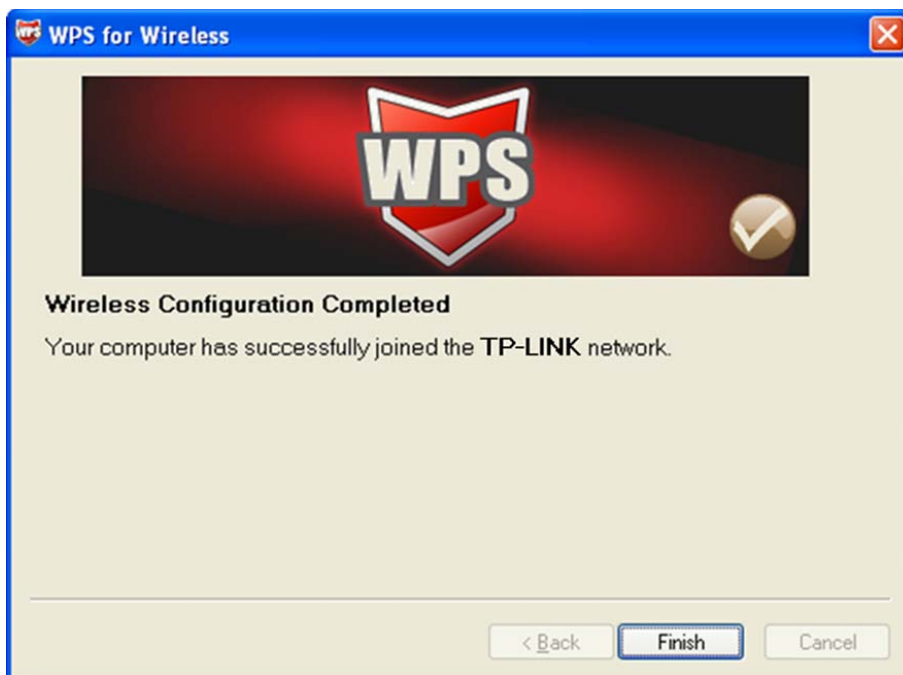 WPS for Wireless
WPS
Wireless Configuration Completed
Your computer has successfully joined the TP-LINK network.
< Back
Finish
Cancel